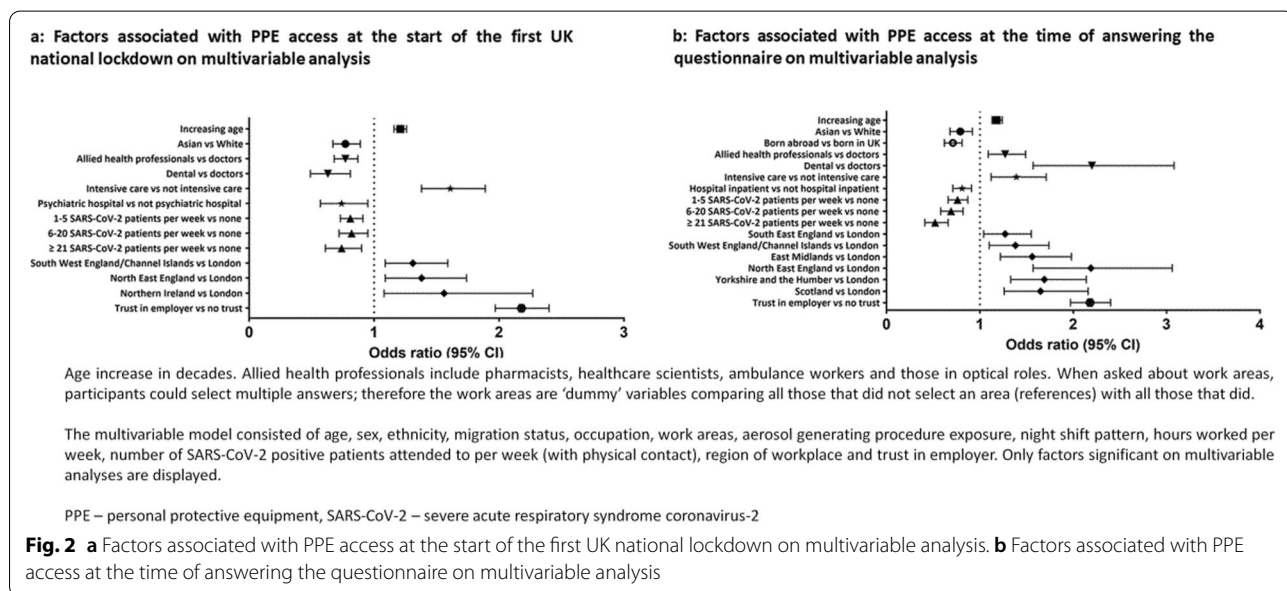 a: Factors associated with PPE access at the start of the first UK
national lockdown on multivariable analysis
Increasing age
Asian vs White
Allied health professionals vs doctors
Dental vs doctors
Intensive care vs not intensive care
Psychiatric hospital vs not psychiatric hospital
1-5 SARS-CoV-2 patients per week vs none
6-20 SARS-CoV-2 patients per week vs none
≥ 21 SARS-CoV-2 patients per week vs none
South West England/Channel Islands vs London
North East England vs London
Northern Ireland vs London
Trust in employer vs no trust
0 1 2 3
Odds ratio (95% CI)
b: Factors associated with PPE access at the time of answering the
questionnaire on multivariable analysis
Increasing age
Asian vs White
Born abroad vs born in UK
Allied health professionals vs doctors
Dental vs doctors
Intensive care vs not intensive care
Hospital inpatient vs not hospital inpatient
1-5 SARS-CoV-2 patients per week vs none
6-20 SARS-CoV-2 patients per week vs none
≥ 21 SARS-CoV-2 patients per week vs none
South East England vs London
South West England/Channel Islands vs London
East Midlands vs London
North East England vs London
Yorkshire and the Humber vs London
Scotland vs London
Trust in employer vs no trust
0 1 2 3 4
Odds ratio (95% CI)
Age increase in decades. Allied health professionals include pharmacists, healthcare scientists, ambulance workers and those in optical roles. When asked about work areas,
participants could select multiple answers; therefore the work areas are ‘dummy’ variables comparing all those that did not select an area (references) with all those that did.
The multivariable model consisted of age, sex, ethnicity, migration status, occupation, work areas, aerosol generating procedure exposure, night shift pattern, hours worked per
week, number of SARS-CoV-2 positive patients attended to per week (with physical contact), region of workplace and trust in employer. Only factors significant on multivariable
analyses are displayed.
PPE – personal protective equipment, SARS-CoV-2 – severe acute respiratory syndrome coronavirus-2
Fig. 2 a Factors associated with PPE access at the start of the first UK national lockdown on multivariable analysis. b Factors associated with PPE
access at the time of answering the questionnaire on multivariable analysis